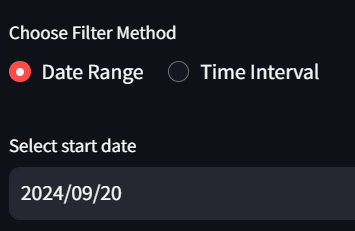 Choose Filter Method
Date Range Time Interval
Select start date
2024/09/20